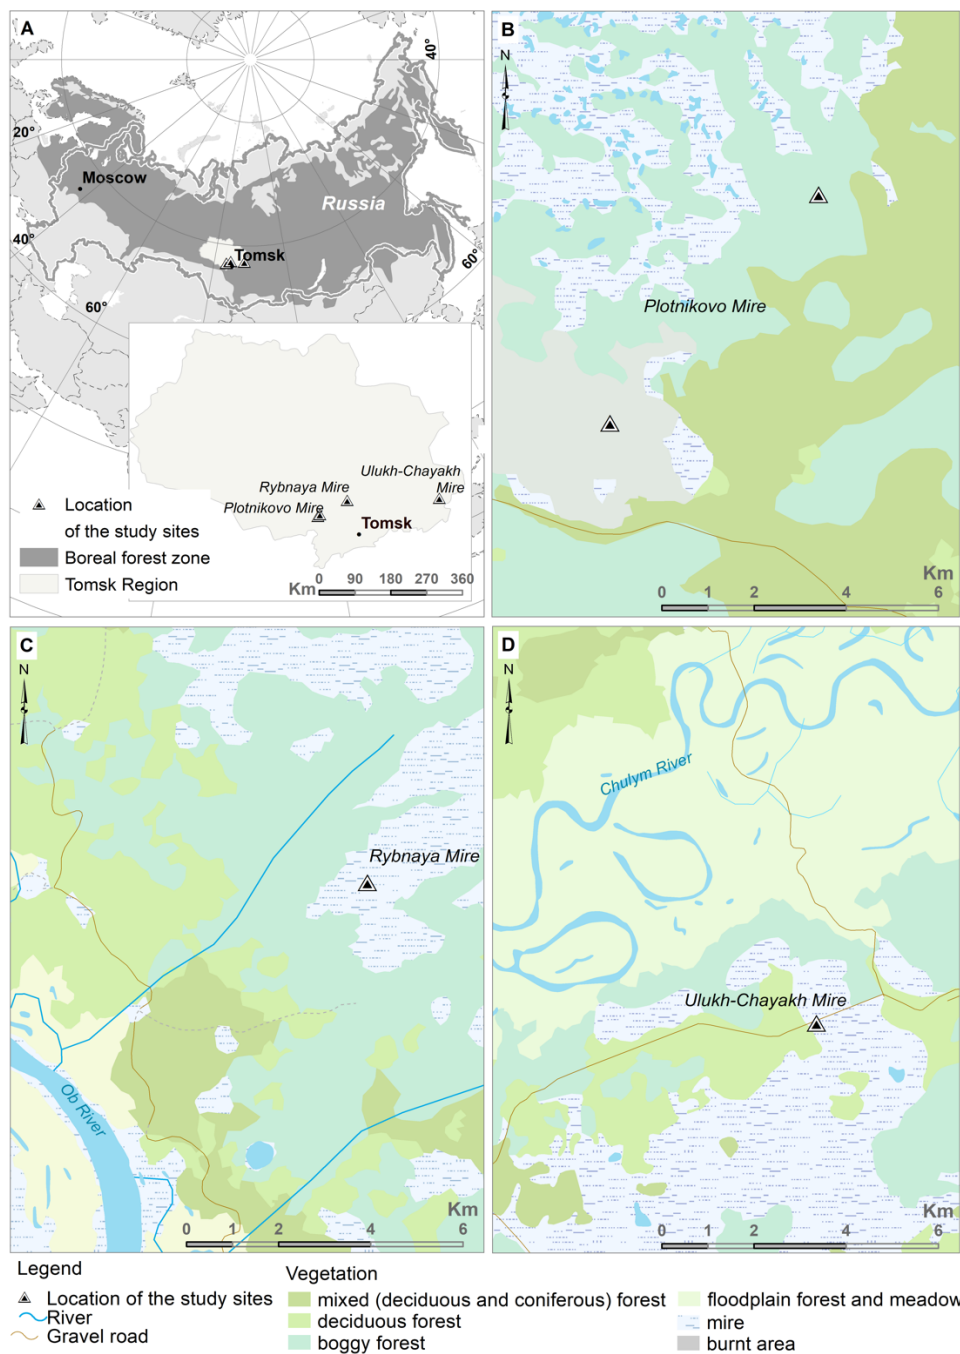 A
40°
20°
Moscow
Russia
40°
Tomsk
60°
60°
Ulukh-Chayakh
Mire
Rybnaya Mire
Plotnikovo Mire
Tomsk
Location
of the study sites
Boreal forest zone
Tomsk Region
Km
0 90 180 270 360
B
N
Plotnikovo Mire
Km
0 1 2 4 6
C
N
Rybnaya Mire
Ob River
Km
0 1 2 4 6
D
N
Chulym River
Ulukh-Chayakh Mire
Km
0 1 2 4 6
Legend
Location of the study sites
River
Gravel road
Vegetation
mixed (deciduous and coniferous) forest
deciduous forest
boggy forest
floodplain forest and meadow
mire
burnt area